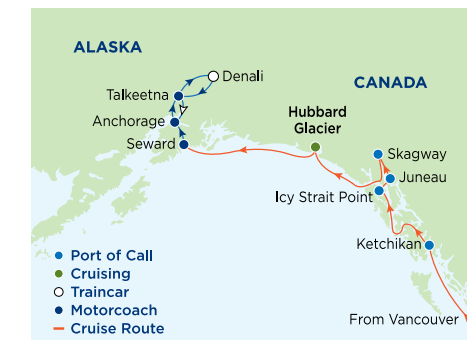 ALASKA
Denali
CANADA
Talkeetna
Hubbard
Glacier
Anchorage
Seward
Skagway
Juneau
Icy Strait Point
Ketchikan
Port of Call
Cruising
Traincar
Motorcoach
Cruise Route
From Vancouver